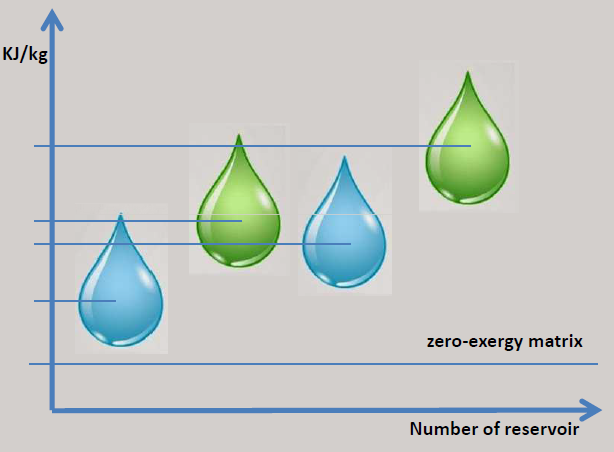 KJ/kg
zero-exergy matrix
Number of reservoir